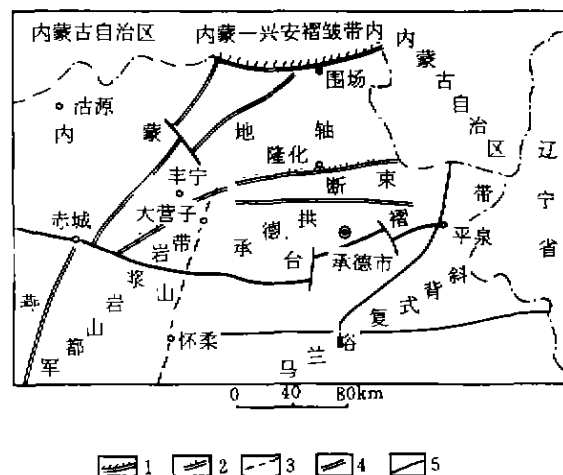 内蒙古自治区
内蒙—兴安褶皱带内
内蒙古自治区
辽宁省
沽源
围场
内蒙地轴
隆化
丰宁
断束
大营子
赤城
承德拱褶带
台
承德市
平泉
燕
军都山岩浆岩带
山
复式背斜
怀柔
马兰峪
0 40 80km
1 2 3 4 5